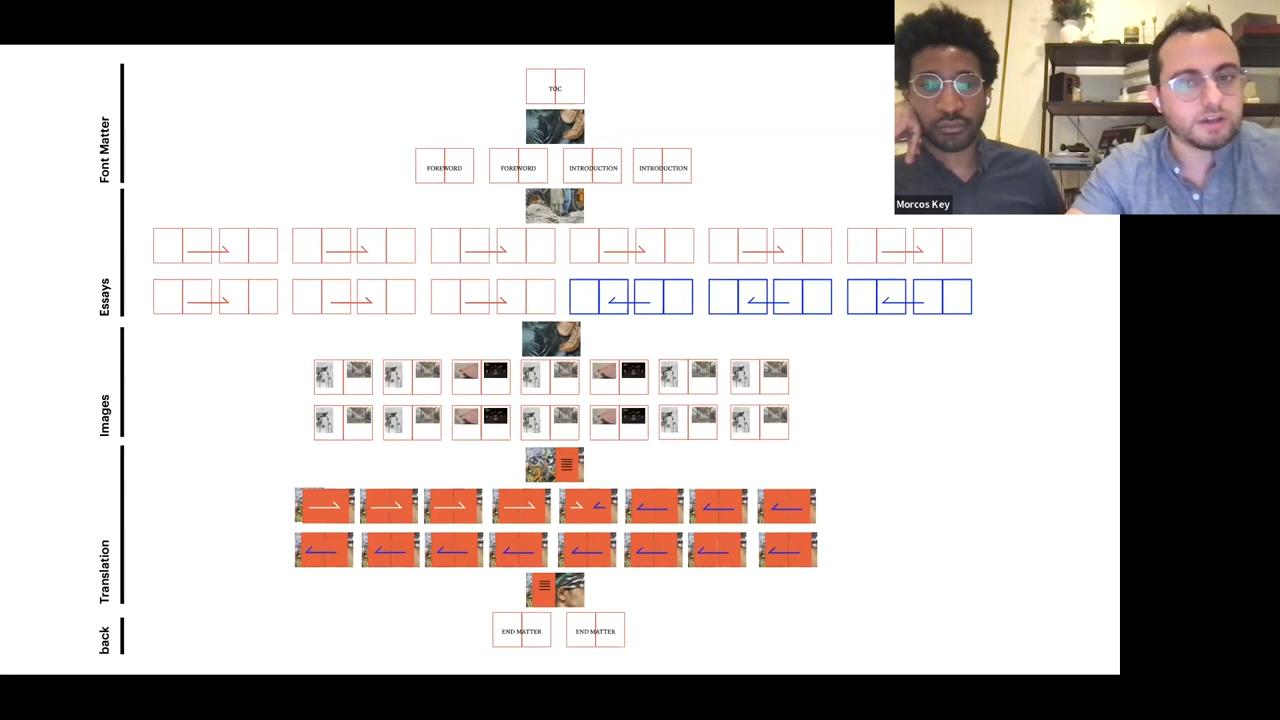 Font Matter
TOC
FOREWORD
FOREWORD
INTRODUCTION
INTRODUCTION
Morcos Key
Essays
Images
Translation
back
END MATTER
END MATTER